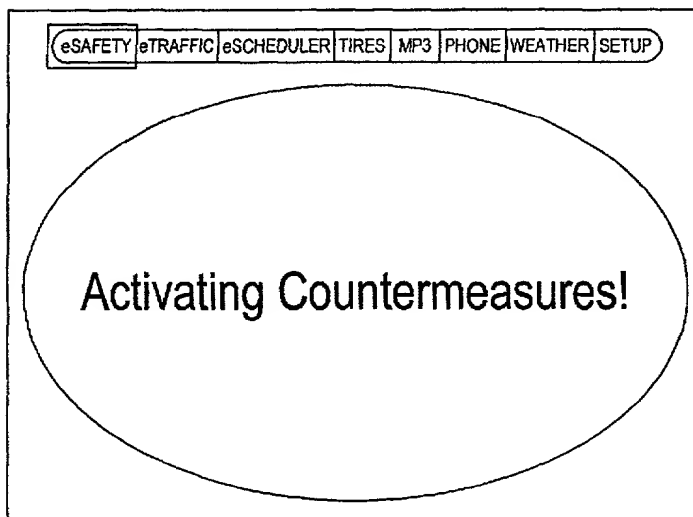 eSAFETY eTRAFFIC eSCHEDULER TIRES MP3 PHONE WEATHER SETUP
Activating Countermeasures!